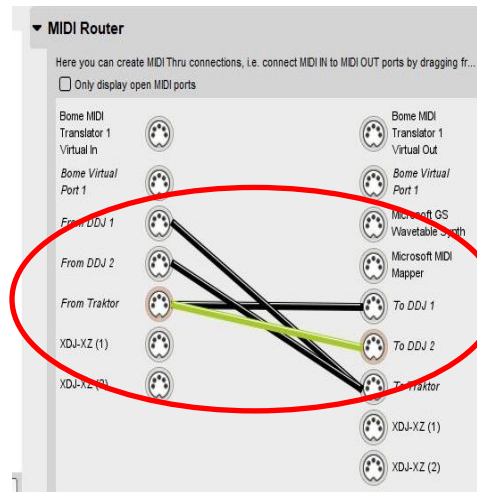 MIDI Router
Here you can create MIDI Thru connections, i.e. connect MIDI IN to MIDI OUT ports by dragging fr...
Only display open MIDI ports
Bome MIDI
Translator 1
Virtual In
Bome Virtual
Port 1
From DDJ 1
From DDJ 2
From Traktor
XDJ-XZ (1)
XDJ-XZ (2)
Bome MIDI
Translator 1
Virtual Out
Bome Virtual
Port 1
Microsoft GS
Wavetable Synth
Microsoft MIDI
Mapper
To DDJ 1
To DDJ 2
To Traktor
XDJ-XZ (1)
XDJ-XZ (2)